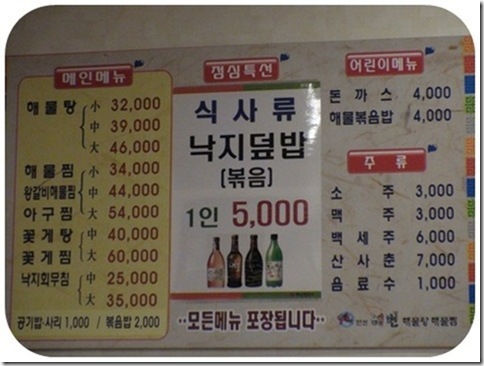 메인메뉴
해물탕 小 32,000
中 39,000
大 46,000
해물찜 小 34,000
왕갈비해물찜 中 44,000
아구찜 大 54,000
꽃게탕 中 40,000
꽃게찜 大 60,000
낙지회무침 中 25,000
大 35,000
공기밥·사리 1,000 / 볶음밥 2,000
점심특선
식사류
낙지덮밥
(볶음)
1인 5,000
··모든메뉴 포장됩니다··
어린이메뉴
돈까스 4,000
해물볶음밥 4,000
주류
소주 3,000
맥주 3,000
백세주 6,000
산사춘 7,000
음료수 1,000
해물탕 해물찜